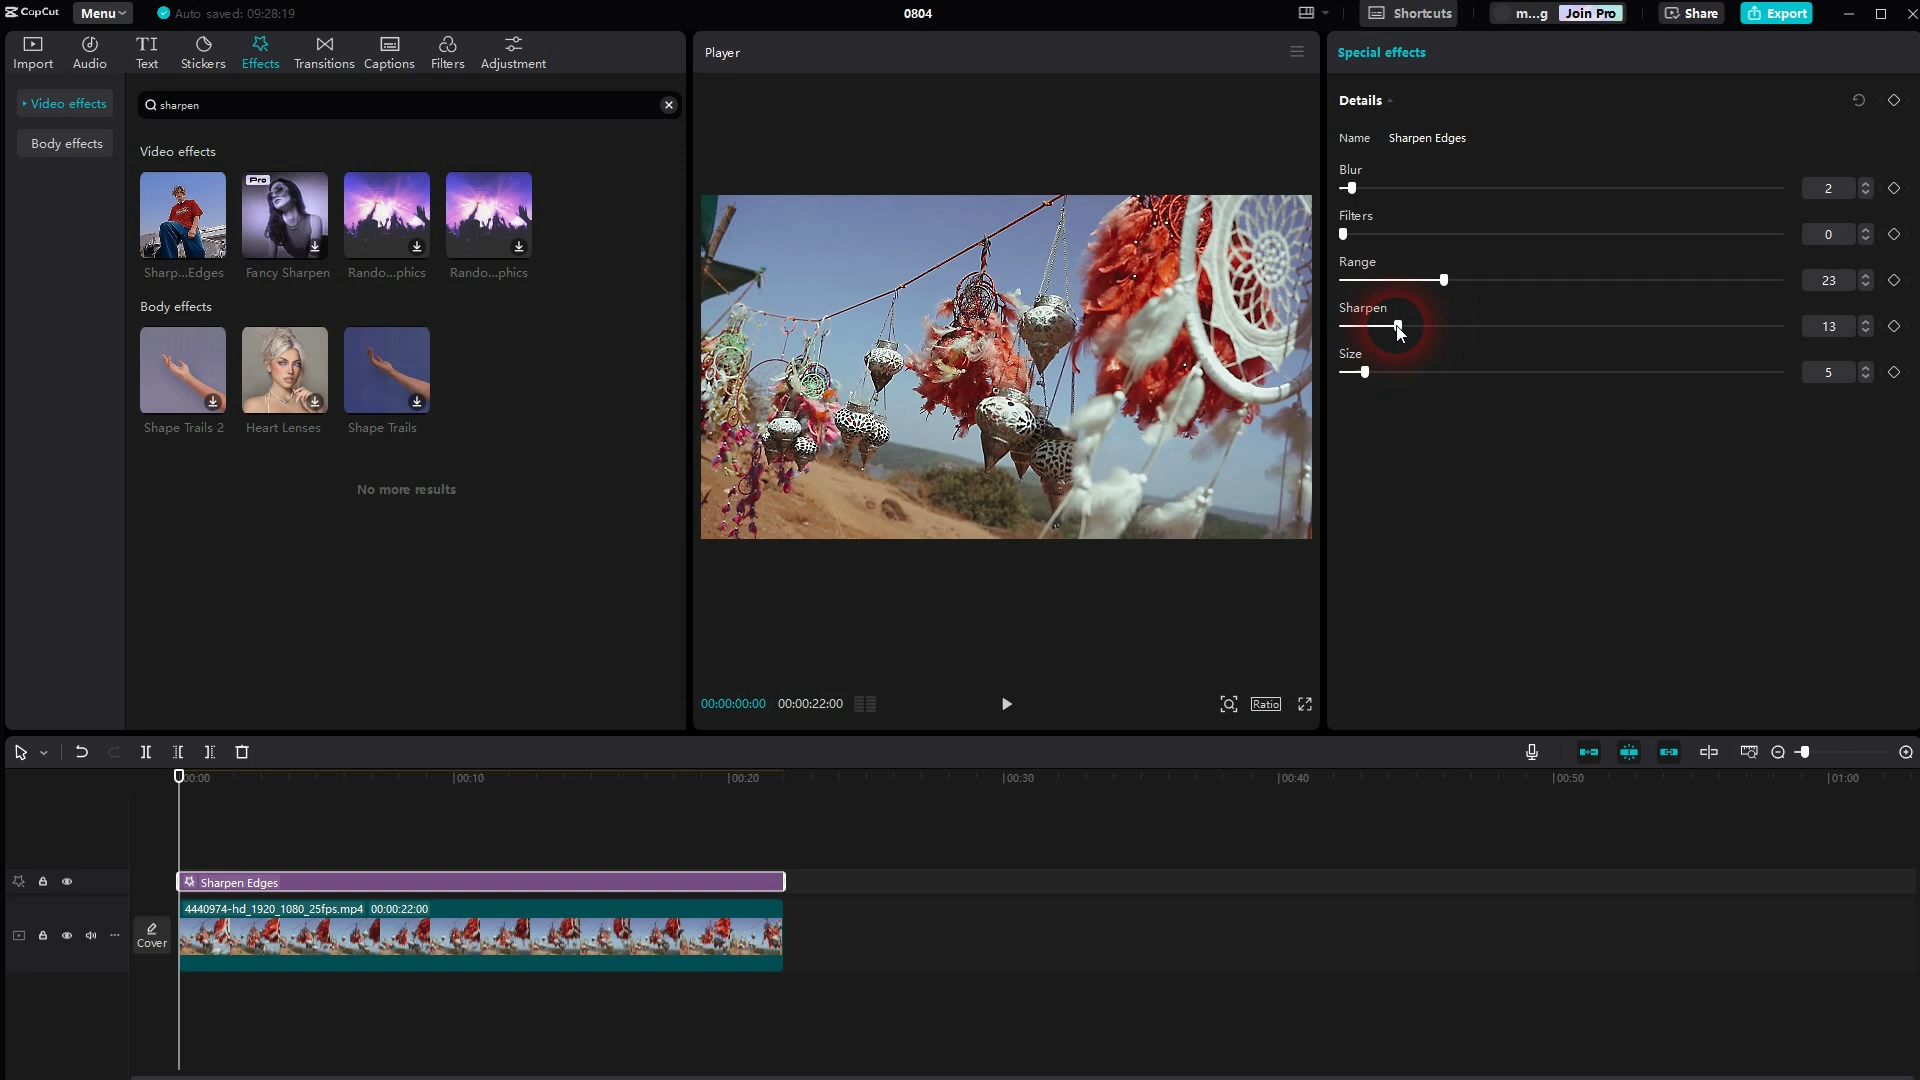 CapCut
Menu
Auto saved: 09:28:19
0804
Shortcuts
m...g
Join Pro
Share
Export
Import
Audio
Text
Stickers
Effects
Transitions
Captions
Filters
Adjustment
Player
Special effects
Video effects
Body effects
sharpen
Video effects
Pro
Sharp...Edges
Fancy Sharpen
Rando...phics
Rando...phics
Body effects
Shape Trails 2
Heart Lenses
Shape Trails
No more results
00:00:00:00
00:00:22:00
Ratio
Details
Name Sharpen Edges
Blur
2
Filters
0
Range
23
Sharpen
13
Size
5
00:00
00:10
00:20
00:30
00:40
00:50
01:00
Sharpen Edges
4440974-hd_1920_1080_25fps.mp4 00:00:22:00
Cover